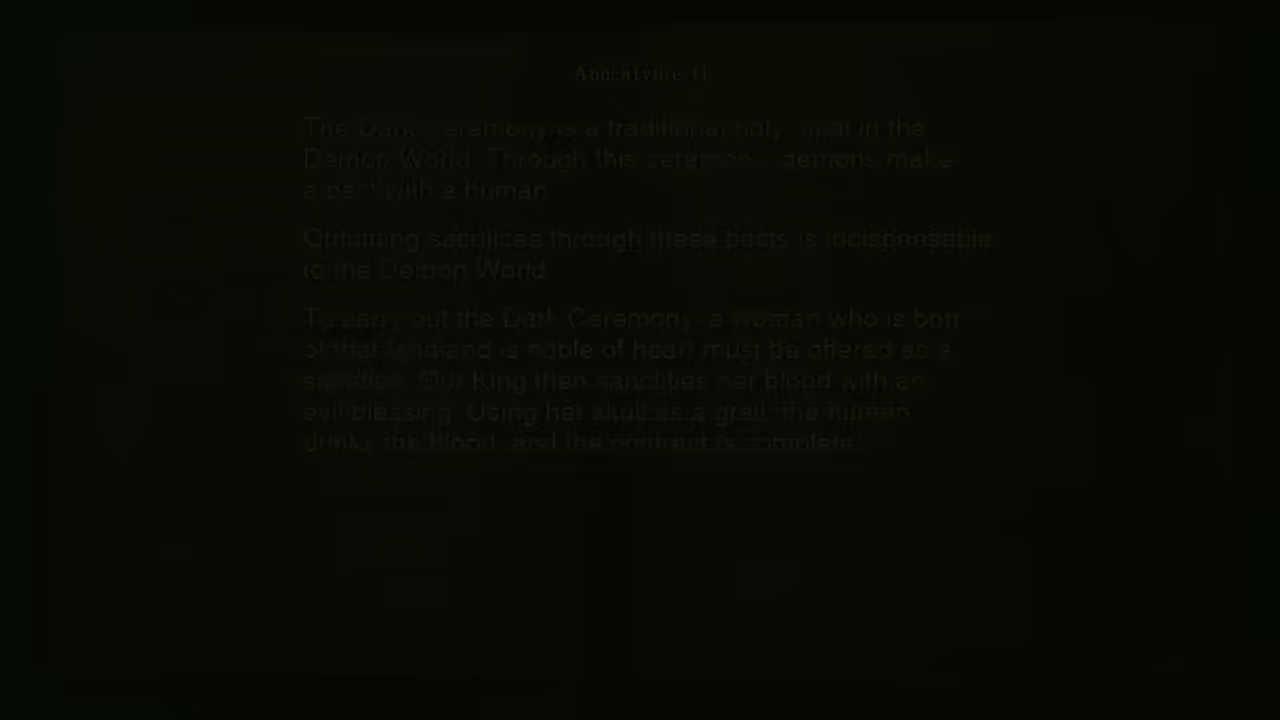 Apocalypse #1
The Dark Ceremony is a traditional holy ritual in the
Demon World. Through this ceremony, demons make
a pact with a human.
Obtaining sacrifices through these pacts is indispensable
to the Demon World.
To carry out the Dark Ceremony, a woman who is born
of that land and is noble of heart must be offered as a
sacrifice. Our King then sanctifies her blood with an
evil blessing. Using her skull as a grail, the human
drinks the blood, and the contract is complete.